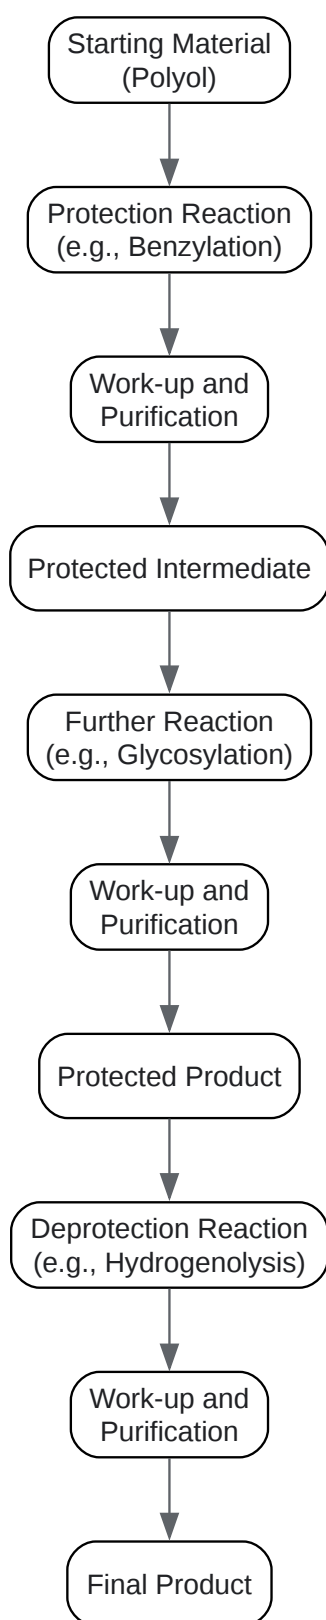 Starting Material
(Polyol)
Protection Reaction
(e.g., Benzylation)
Work-up and
Purification
Protected Intermediate
Further Reaction
(e.g., Glycosylation)
Work-up and
Purification
Protected Product
Deprotection Reaction
(e.g., Hydrogenolysis)
Work-up and
Purification
Final Product